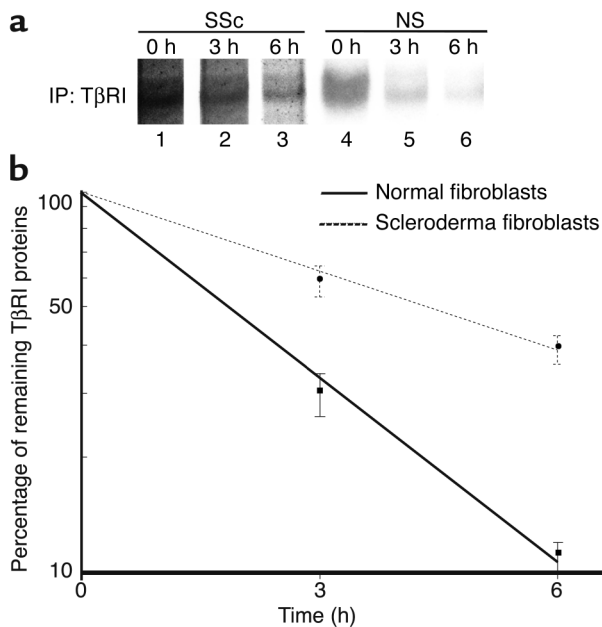 a
SSc NS
0 h 3 h 6 h 0 h 3 h 6 h
IP: TβRI
1 2 3 4 5 6
b
Percentage of remaining TβRI proteins
100
50
10
Normal fibroblasts
Scleroderma fibroblasts
0 3 6
Time (h)